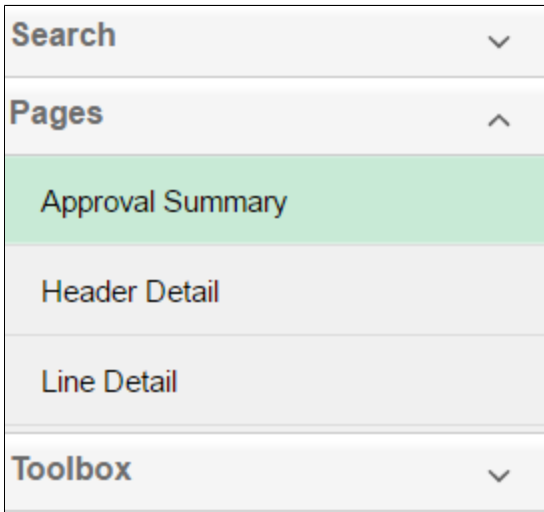 Search
Pages
Approval Summary
Header Detail
Line Detail
Toolbox